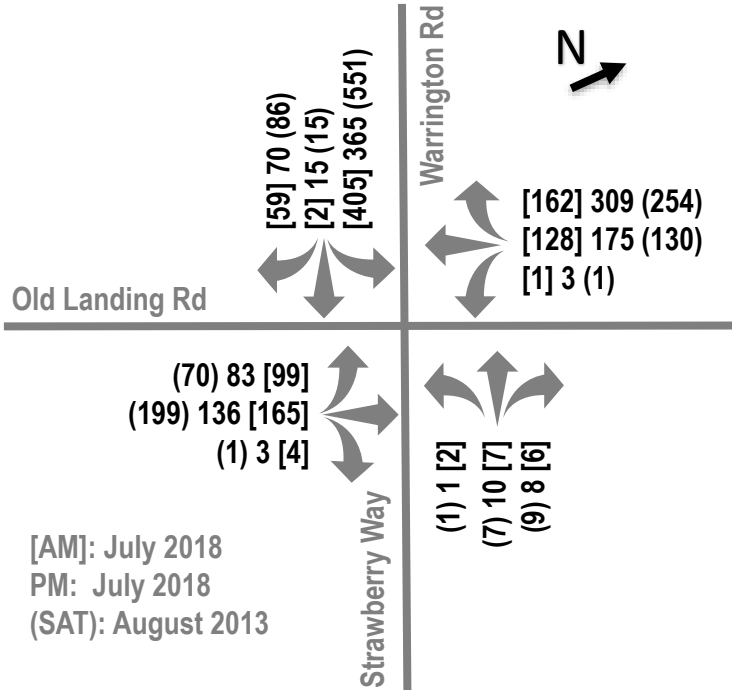 Warrington Rd
N
[59] 70 (86)
[2] 15 (15)
[405] 365 (551)
[162] 309 (254)
[128] 175 (130)
[1] 3 (1)
Old Landing Rd
(70) 83 [99]
(199) 136 [165]
(1) 3 [4]
(1) 1 [2]
(7) 10 [7]
(9) 8 [6]
Strawberry Way
[AM]: July 2018
PM: July 2018
(SAT): August 2013